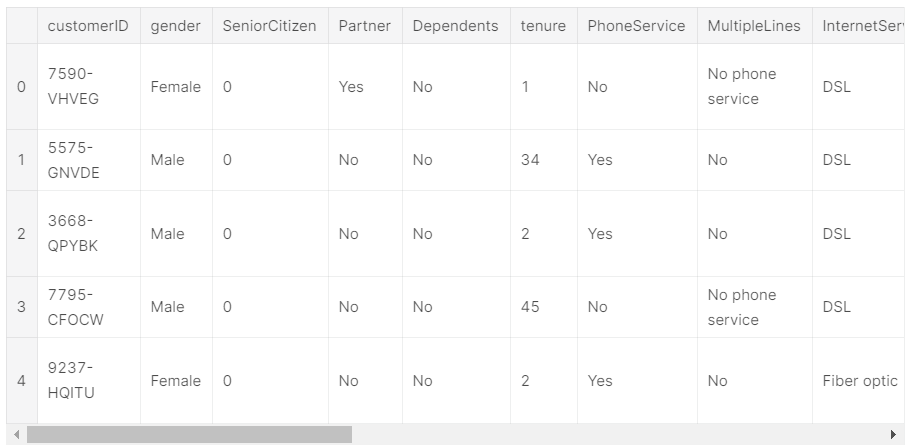 customerID gender SeniorCitizen Partner Dependents tenure PhoneService MultipleLines InternetSer
0 7590-VHVEG Female 0 Yes No 1 No No phone service DSL
1 5575-GNVDE Male 0 No No 34 Yes No DSL
2 3668-QPYBK Male 0 No No 2 Yes No DSL
3 7795-CFOCW Male 0 No No 45 No No phone service DSL
4 9237-HQITU Female 0 No No 2 Yes No Fiber optic